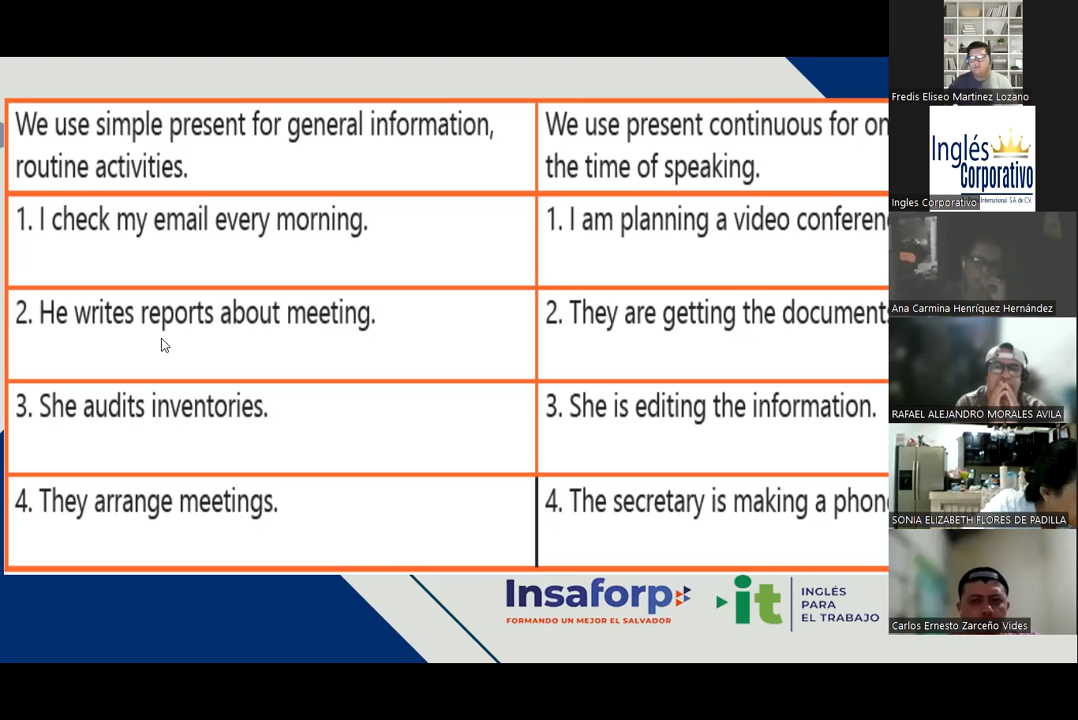 We use simple present for general information,
routine activities.
We use present continuous for
the time of speaking.
1. I check my email every morning.
1. I am planning a video
2. He writes reports about meeting.
2. They are getting the
3. She audits inventories.
3. She is editing the information.
4. They arrange meetings.
4. The secretary is making a
Insaforp
FORMANDO UN MEJOR EL SALVADOR
it
INGLÉS
PARA
EL TRABAJO
Fredis Eliseo Martinez Lozano
Inglés
Corporativo
International. S.A. de C.V.
Ingles Corporativo
Ana Carmina Henríquez Hernández
RAFAEL ALEJANDRO MORALES AVILA
SONIA ELIZABETH FLORES DE PADILLA
Carlos Ernesto Zarceño Vides